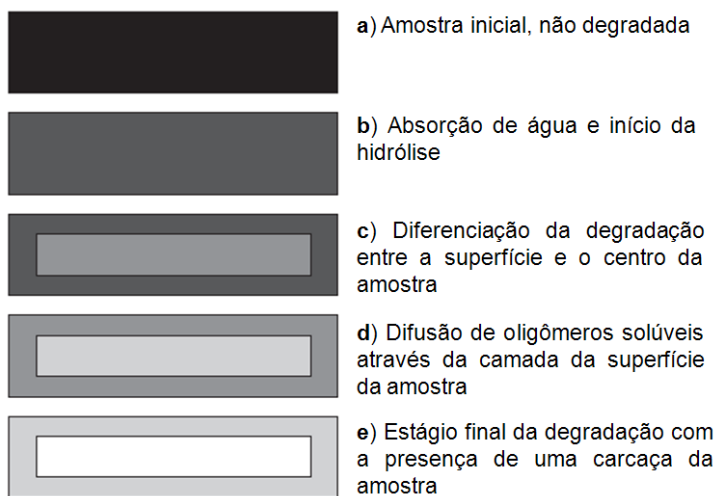 a) Amostra inicial, não degradada
b) Absorção de água e início da
hidrólise
c) Diferenciação da degradação
entre a superfície e o centro da
amostra
d) Difusão de oligômeros solúveis
através da camada da superfície
da amostra
e) Estágio final da degradação com
a presença de uma carcaça da
amostra